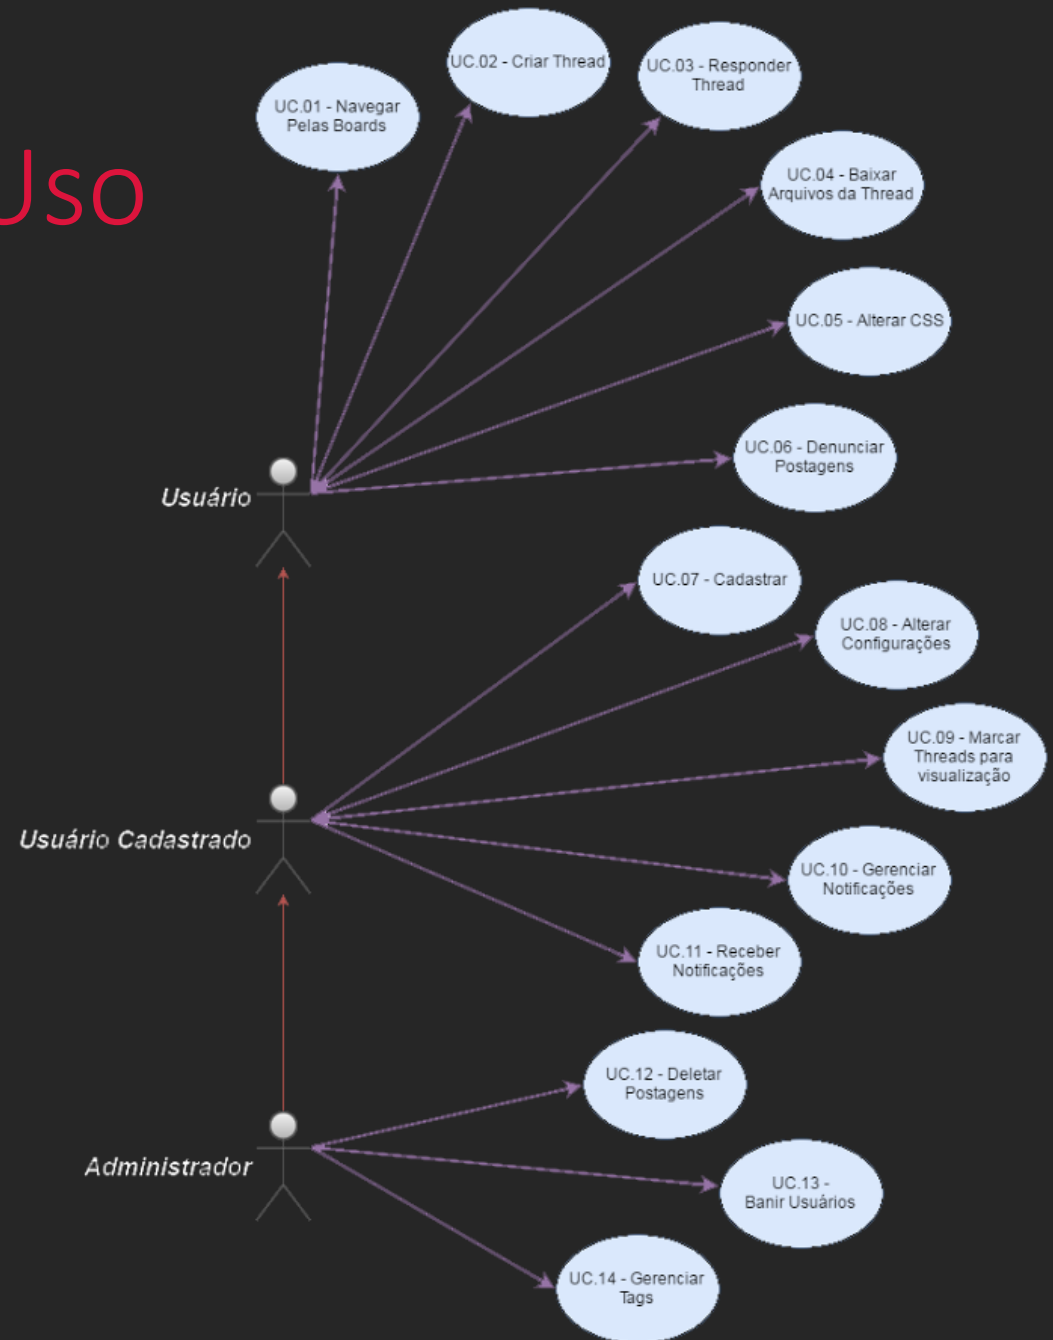 Uso
UC.01 - Navegar
Pelas Boards
UC.02 - Criar Thread
UC.03 - Responder
Thread
UC.04 - Baixar
Arquivos da Thread
UC.05 - Alterar CSS
UC.06 - Denunciar
Postagens
Usuário
UC.07 - Cadastrar
UC.08 - Alterar
Configurações
UC.09 - Marcar
Threads para
visualização
Usuário Cadastrado
UC.10 - Gerenciar
Notificações
UC.11 - Receber
Notificações
UC.12 - Deletar
Postagens
Administrador
UC.13 -
Banir Usuários
UC.14 - Gerenciar
Tags